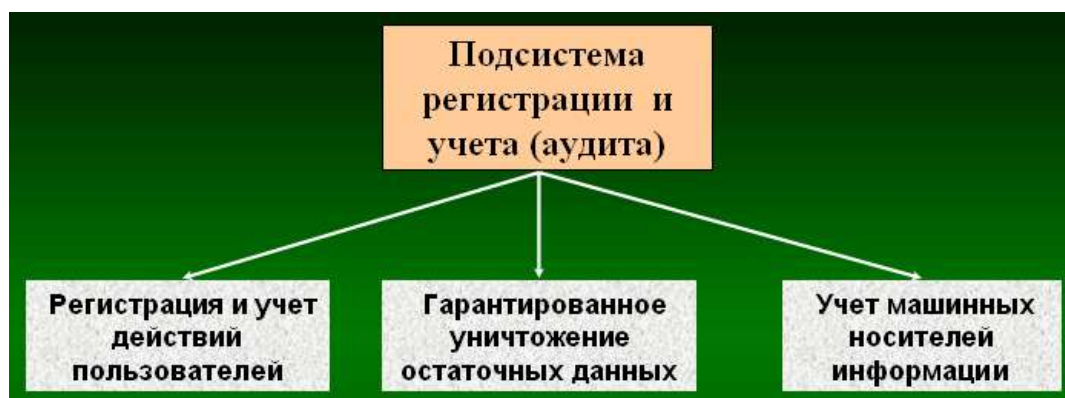 Подсистема
регистрации и
учета (аудита)
Регистрация и учет
действий
пользователей
Гарантированное
уничтожение
остаточных данных
Учет машинных
носителей
информации